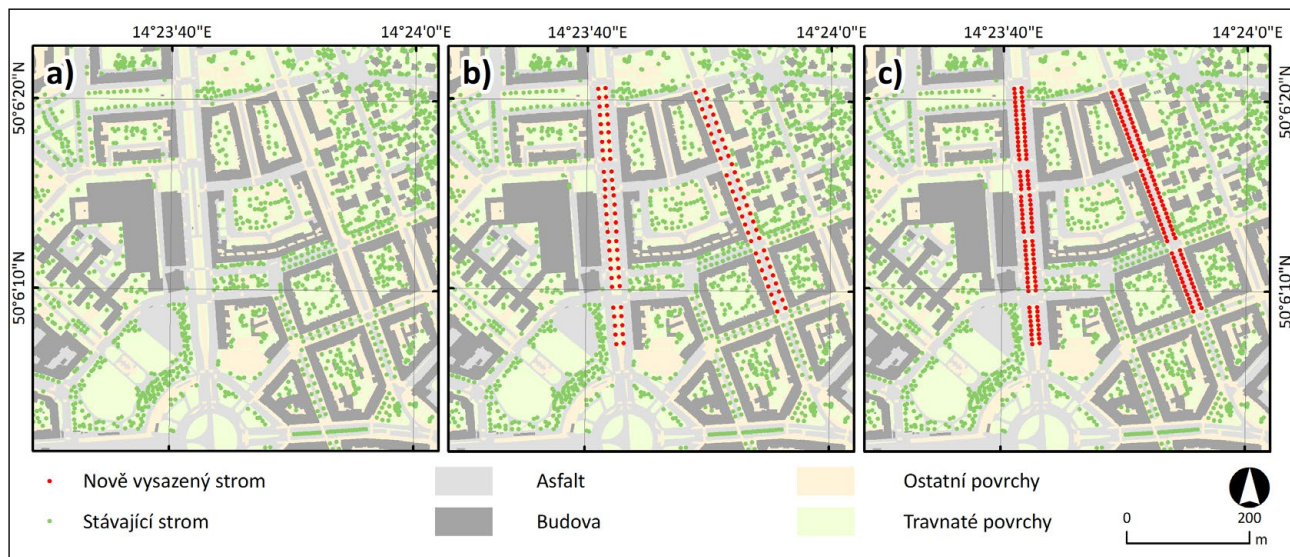 14°23'40"E 14°24'0"E 14°23'40"E 14°24'0"E 14°23'40"E 14°24'0"E
a) b) c)
50°6'20"N 50°6'20"N
50°6'10"N 50°6'10"N
Nově vysazený strom Asfalt Ostatní povrchy
Stávající strom Budova Travnaté povrchy
0 200
m